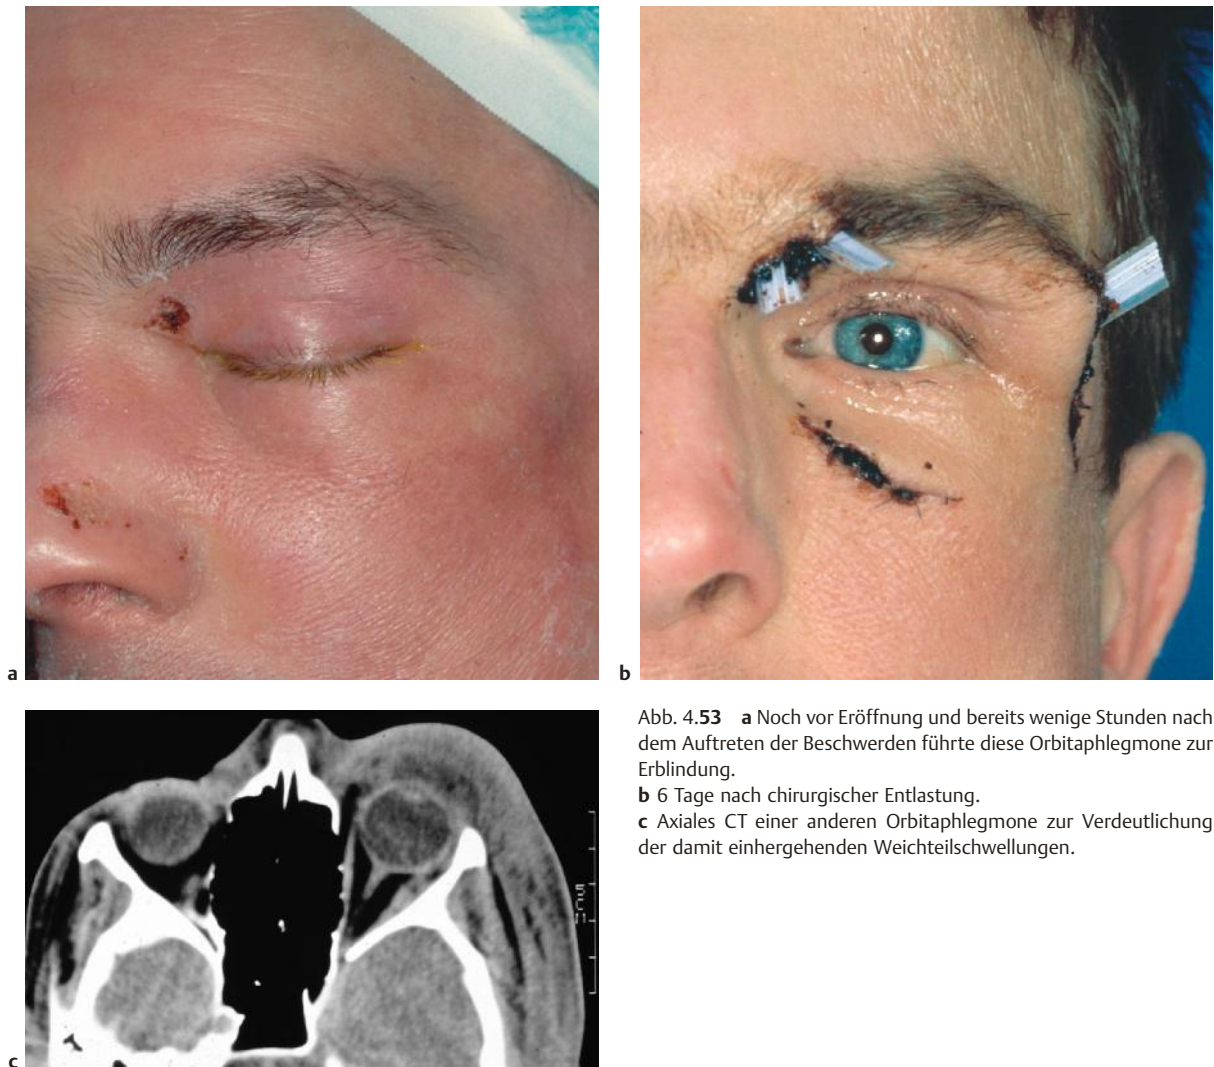 a
b
Abb. 4.53 a Noch vor Eröffnung und bereits wenige Stunden nach
dem Auftreten der Beschwerden führte diese Orbitaphlegmone zur
Erblindung.
b 6 Tage nach chirurgischer Entlastung.
c Axiales CT einer anderen Orbitaphlegmone zur Verdeutlichung
der damit einhergehenden Weichteilschwellungen.
c